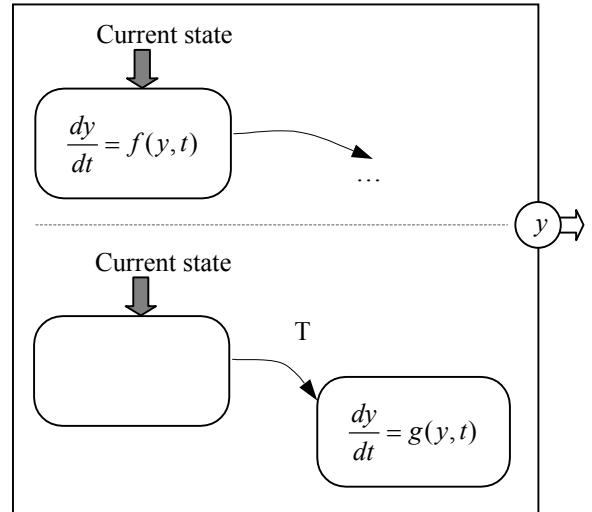 Current state
dy/dt = f(y, t)
...
y
Current state
T
dy/dt = g(y, t)